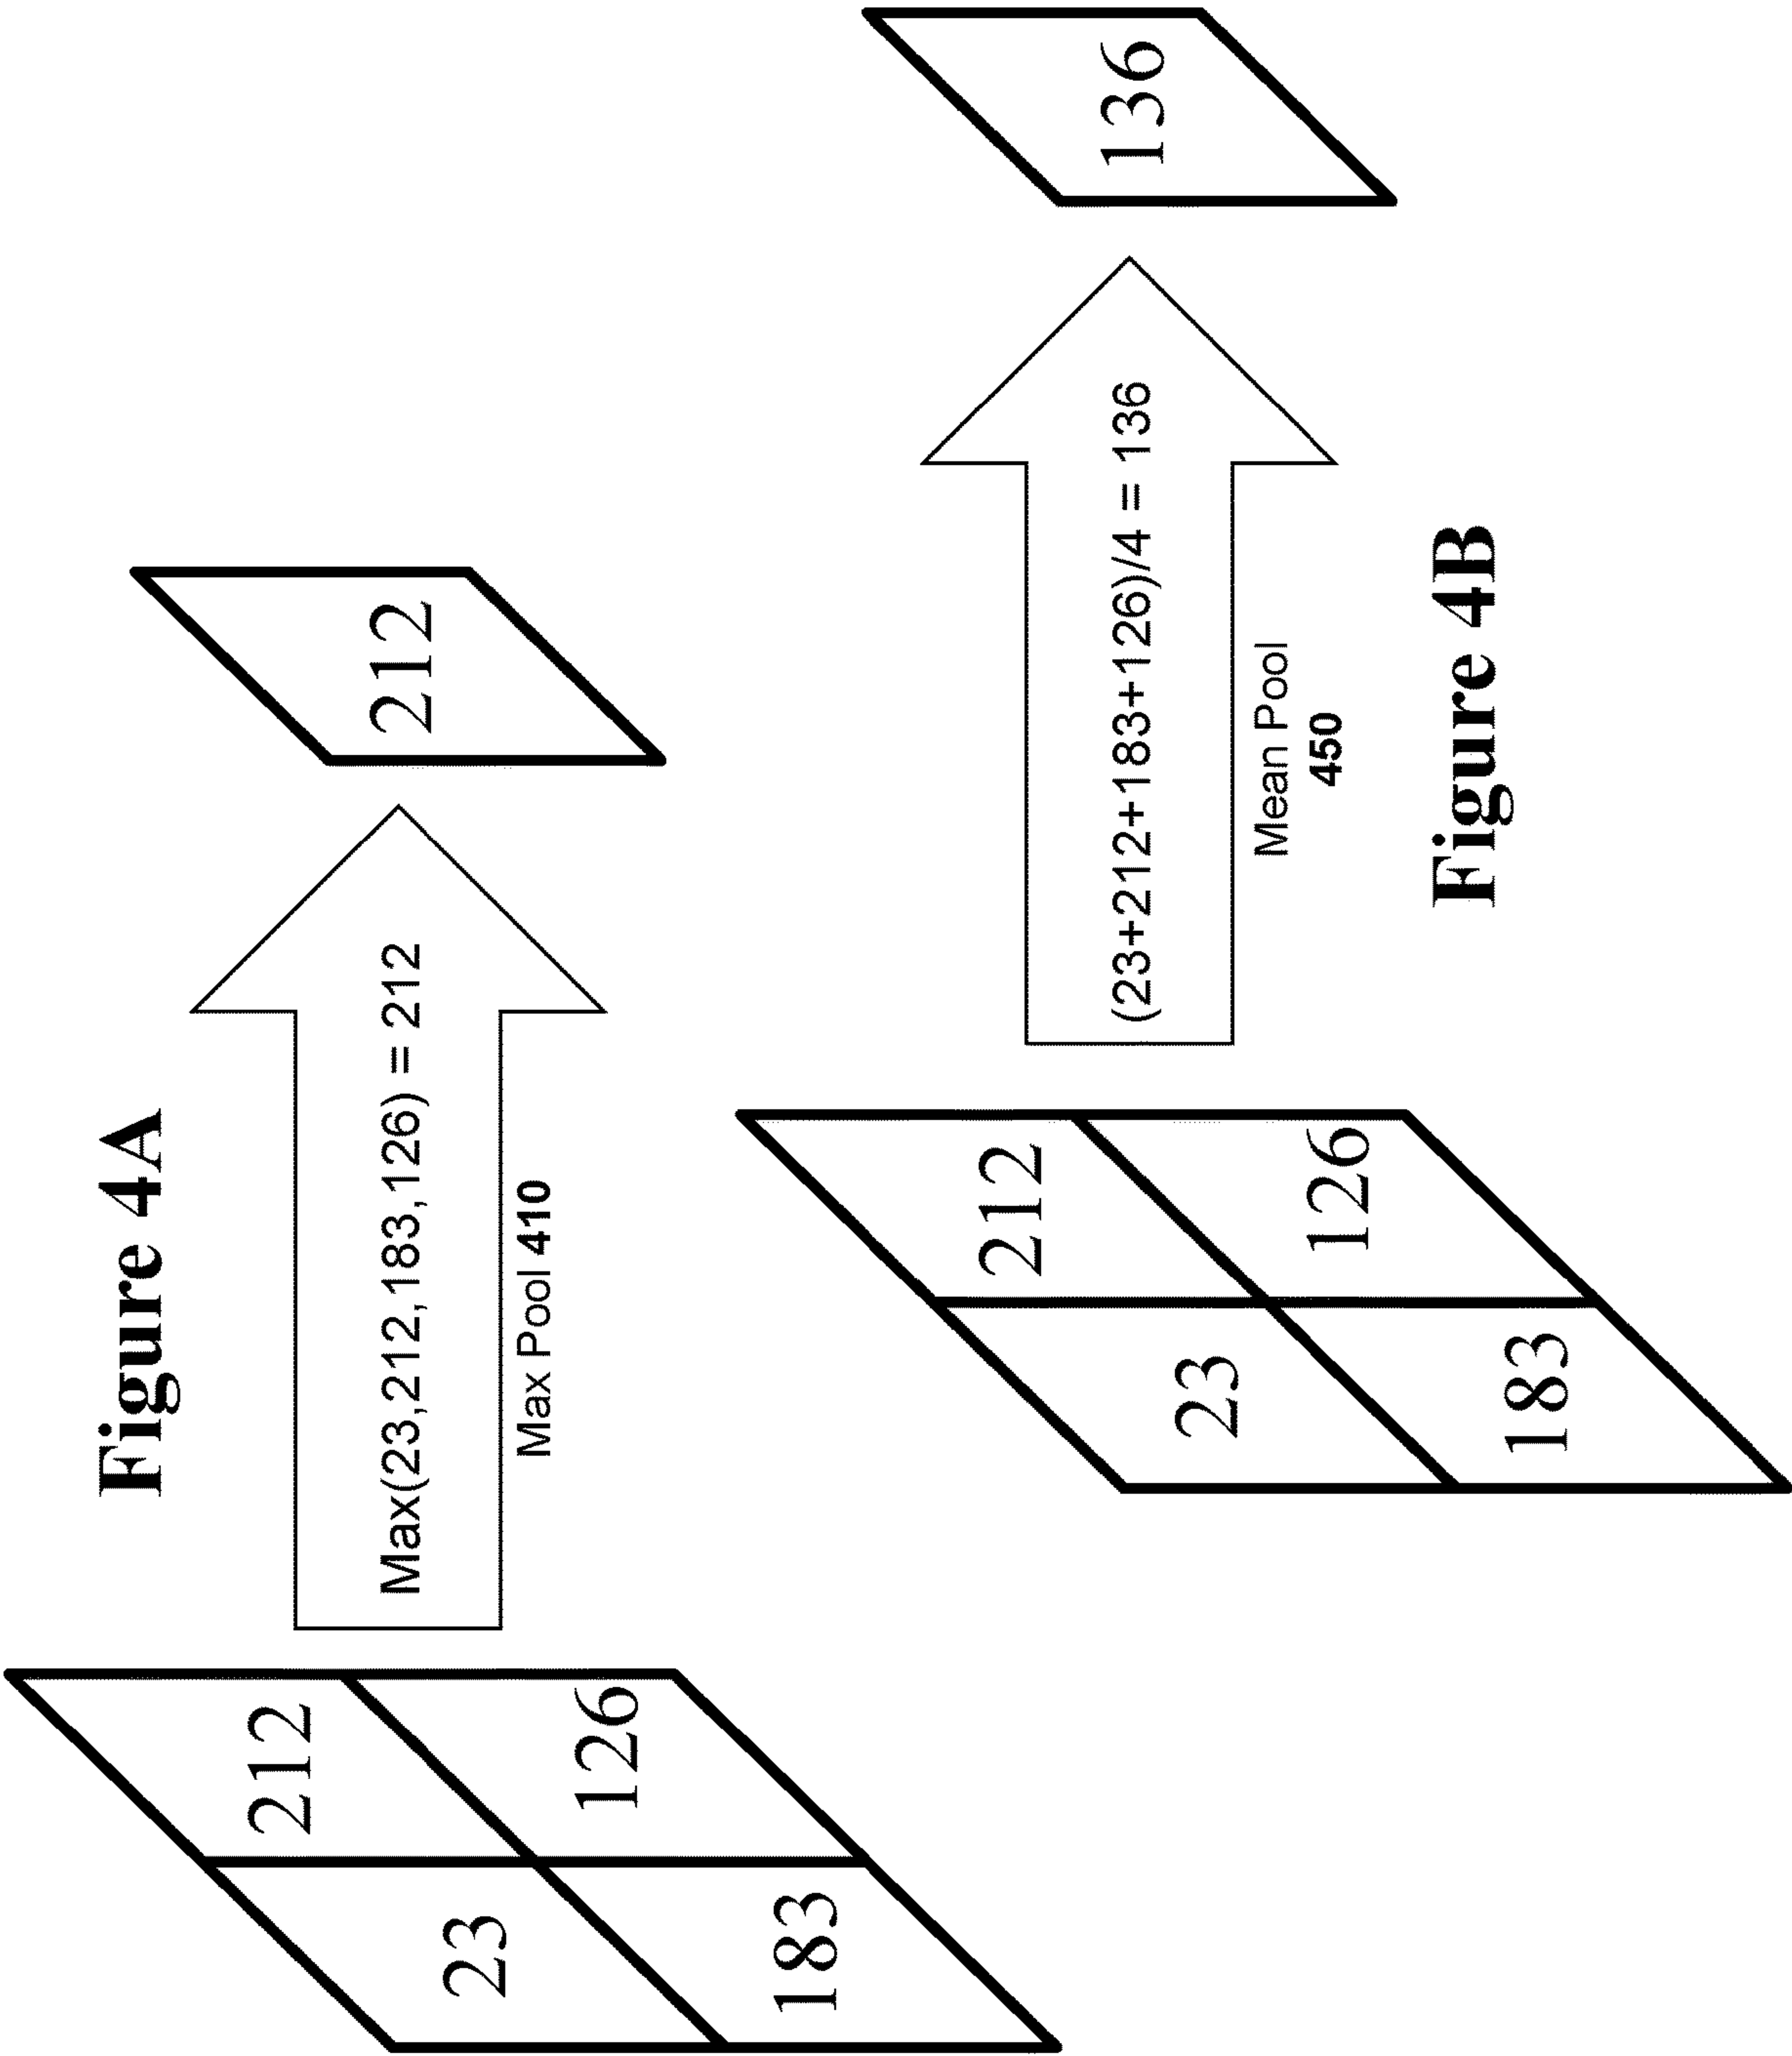 Figure 4A
212
23
126
183
Max(23,212,183,126) = 212
Max Pool 410
212
212
23
126
183
(23+212+183+126)/4 = 136
Mean Pool
450
136
Figure 4B